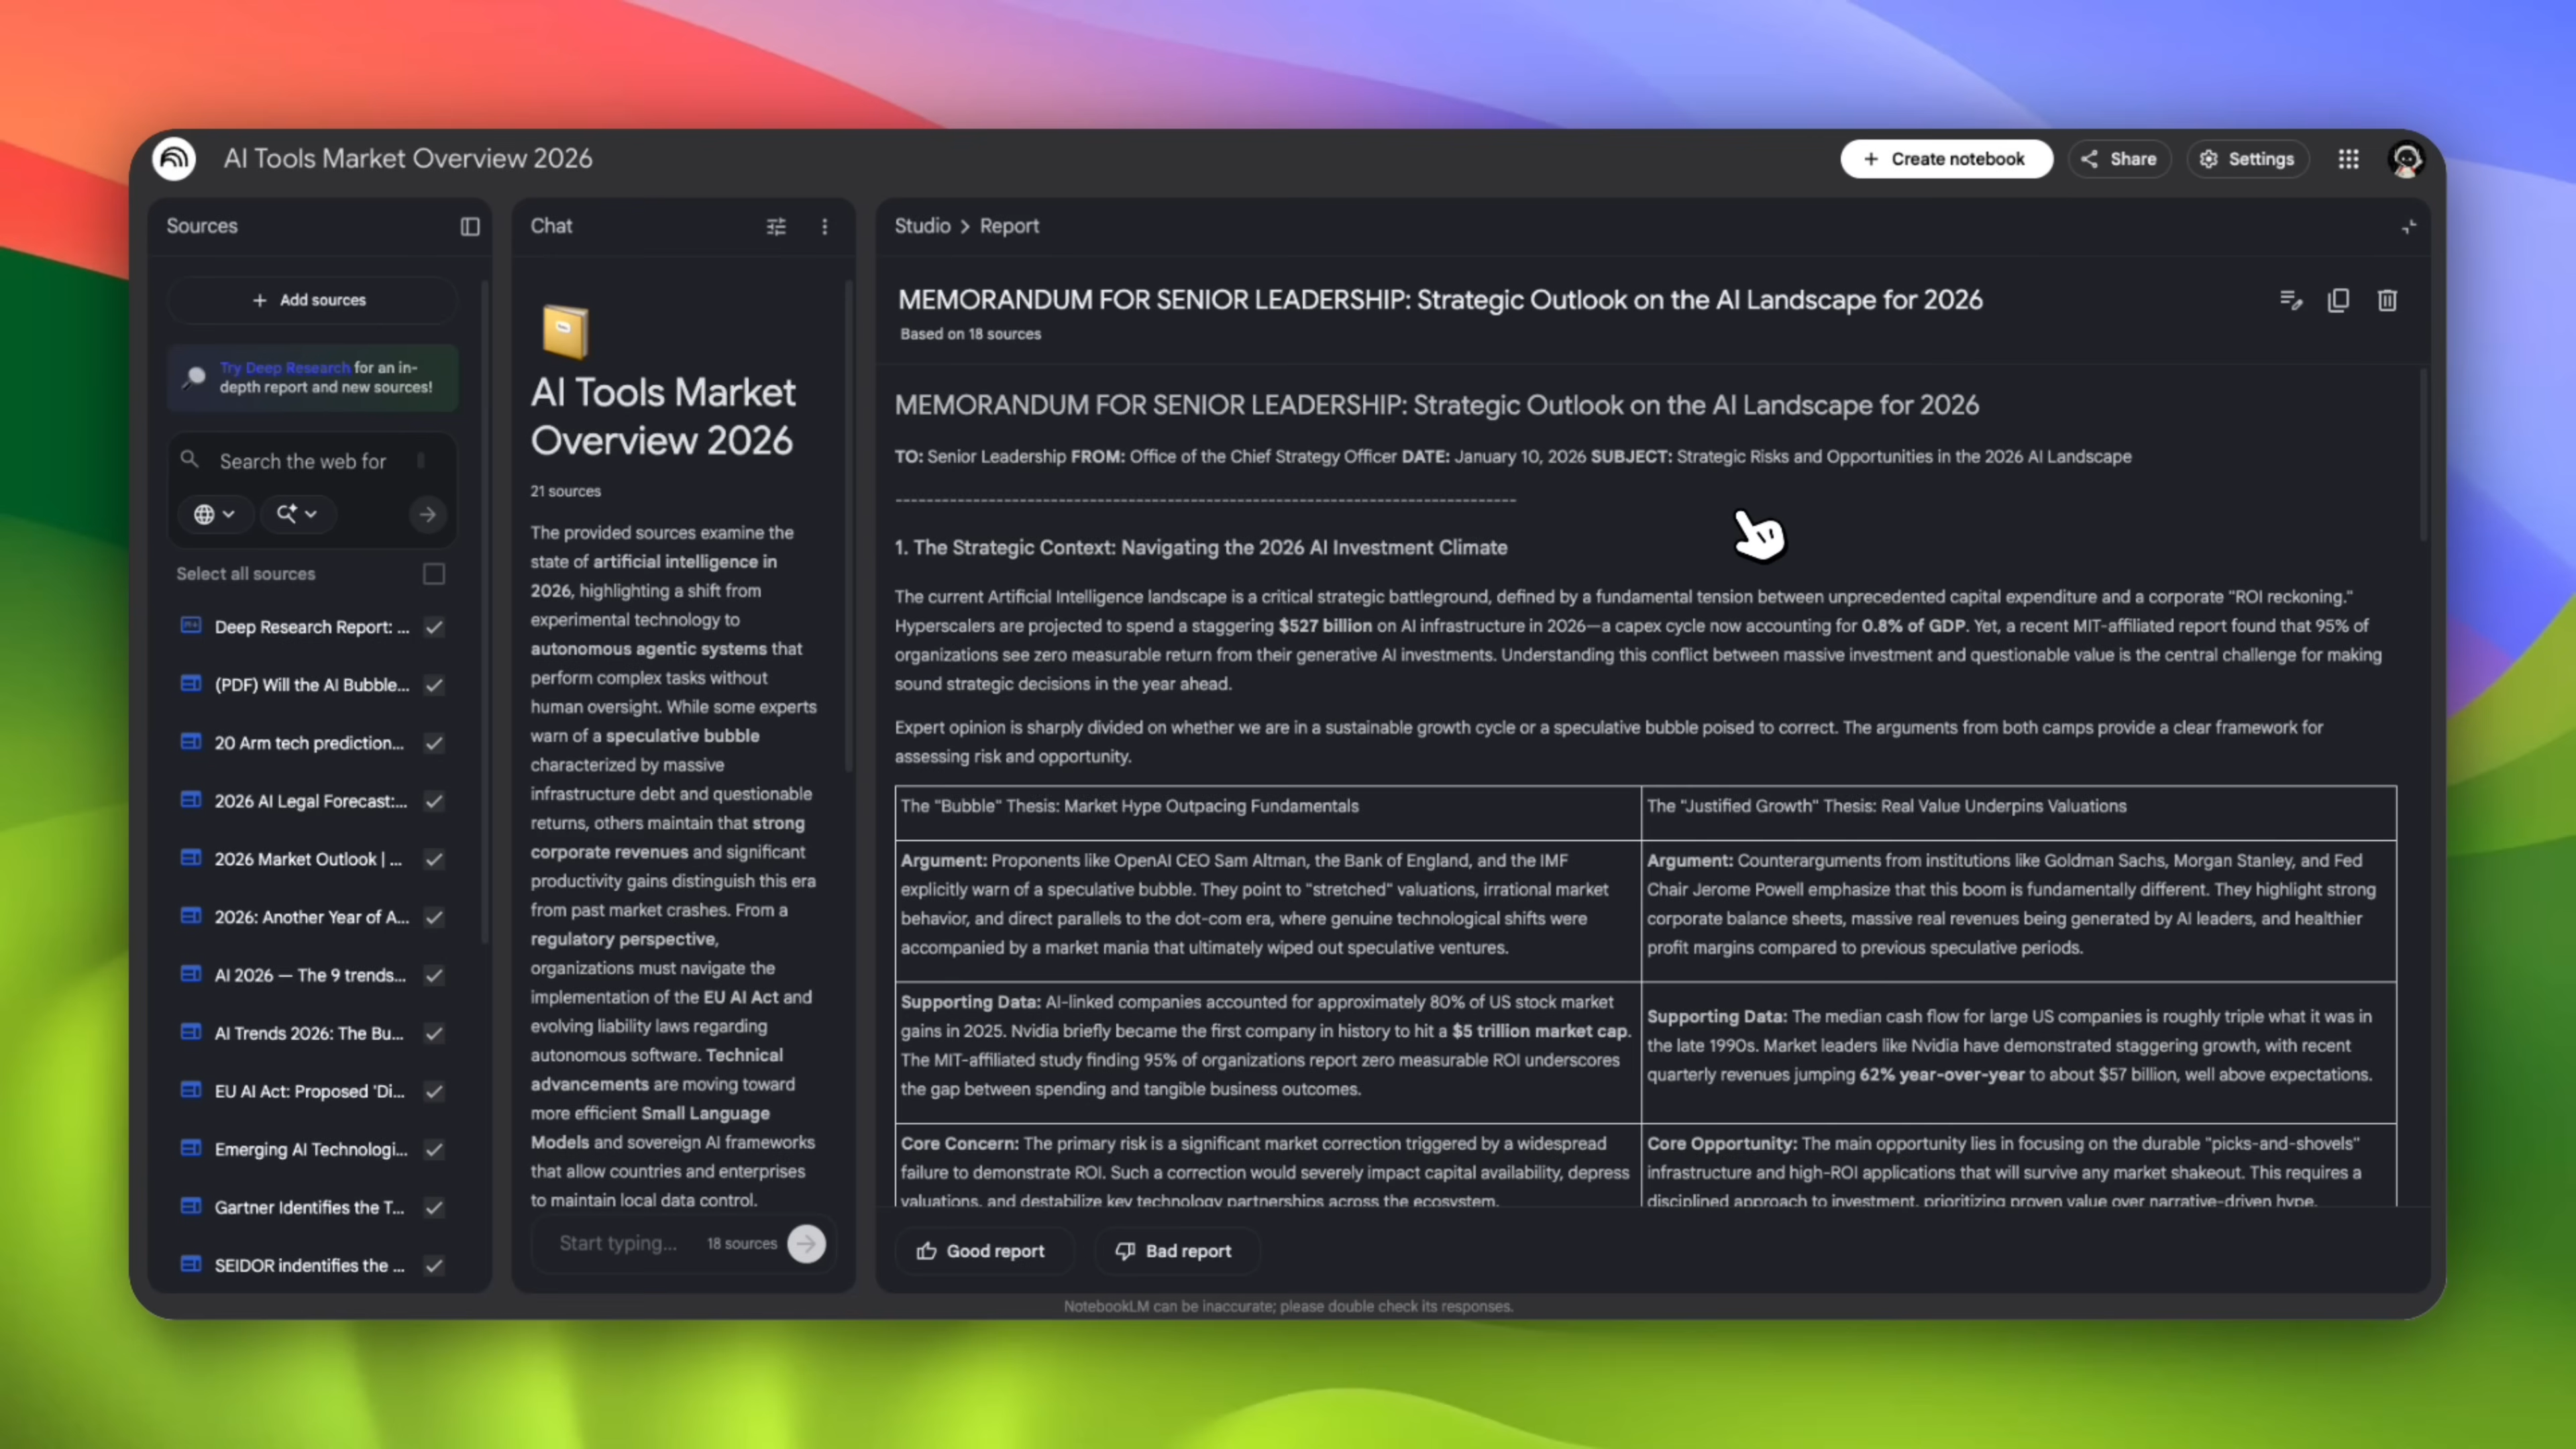 AI Tools Market Overview 2026
Create notebook
Share
Settings
Sources
Add sources
Try Deep Research for an in-
depth report and new sources!
Search the web for
Select all sources
Deep Research Report: ...
(PDF) Will the AI Bubble...
20 Arm tech prediction...
2026 AI Legal Forecast:...
2026 Market Outlook | ...
2026: Another Year of A...
AI 2026 — The 9 trends...
AI Trends 2026: The Bu...
EU AI Act: Proposed 'Di...
Emerging AI Technologi...
Gartner Identifies the T...
SEIDOR indentifies the ...
Chat
AI Tools Market
Overview 2026
21 sources
The provided sources examine the
state of artificial intelligence in
2026, highlighting a shift from
experimental technology to
autonomous agentic systems that
perform complex tasks without
human oversight. While some experts
warn of a speculative bubble
characterized by massive
infrastructure debt and questionable
returns, others maintain that strong
corporate revenues and significant
productivity gains distinguish this era
from past market crashes. From a
regulatory perspective,
organizations must navigate the
implementation of the EU AI Act and
evolving liability laws regarding
autonomous software. Technical
advancements are moving toward
more efficient Small Language
Models and sovereign AI frameworks
that allow countries and enterprises
to maintain local data control.
Start typing...
18 sources
Studio > Report
MEMORANDUM FOR SENIOR LEADERSHIP: Strategic Outlook on the AI Landscape for 2026
Based on 18 sources
MEMORANDUM FOR SENIOR LEADERSHIP: Strategic Outlook on the AI Landscape for 2026
TO: Senior Leadership FROM: Office of the Chief Strategy Officer DATE: January 10, 2026 SUBJECT: Strategic Risks and Opportunities in the 2026 AI Landscape
--------------------------------------------------------------------------------
1. The Strategic Context: Navigating the 2026 AI Investment Climate
The current Artificial Intelligence landscape is a critical strategic battleground, defined by a fundamental tension between unprecedented capital expenditure and a corporate "ROI reckoning."
Hyperscalers are projected to spend a staggering $527 billion on AI infrastructure in 2026—a capex cycle now accounting for 0.8% of GDP. Yet, a recent MIT-affiliated report found that 95% of
organizations see zero measurable return from their generative AI investments. Understanding this conflict between massive investment and questionable value is the central challenge for making
sound strategic decisions in the year ahead.
Expert opinion is sharply divided on whether we are in a sustainable growth cycle or a speculative bubble poised to correct. The arguments from both camps provide a clear framework for
assessing risk and opportunity.
The "Bubble" Thesis: Market Hype Outpacing Fundamentals
The "Justified Growth" Thesis: Real Value Underpins Valuations
Argument: Proponents like OpenAI CEO Sam Altman, the Bank of England, and the IMF
explicitly warn of a speculative bubble. They point to "stretched" valuations, irrational market
behavior, and direct parallels to the dot-com era, where genuine technological shifts were
accompanied by a market mania that ultimately wiped out speculative ventures.
Argument: Counterarguments from institutions like Goldman Sachs, Morgan Stanley, and Fed
Chair Jerome Powell emphasize that this boom is fundamentally different. They highlight strong
corporate balance sheets, massive real revenues being generated by AI leaders, and healthier
profit margins compared to previous speculative periods.
Supporting Data: AI-linked companies accounted for approximately 80% of US stock market
gains in 2025. Nvidia briefly became the first company in history to hit a $5 trillion market cap.
The MIT-affiliated study finding 95% of organizations report zero measurable ROI underscores
the gap between spending and tangible business outcomes.
Supporting Data: The median cash flow for large US companies is roughly triple what it was in
the late 1990s. Market leaders like Nvidia have demonstrated staggering growth, with recent
quarterly revenues jumping 62% year-over-year to about $57 billion, well above expectations.
Core Concern: The primary risk is a significant market correction triggered by a widespread
failure to demonstrate ROI. Such a correction would severely impact capital availability, depress
valuations, and destabilize key technology partnerships across the ecosystem.
Core Opportunity: The main opportunity lies in focusing on the durable "picks-and-shovels"
infrastructure and high-ROI applications that will survive any market shakeout. This requires a
disciplined approach to investment, prioritizing proven value over narrative-driven hype.
Good report
Bad report
NotebookLM can be inaccurate; please double check its responses.